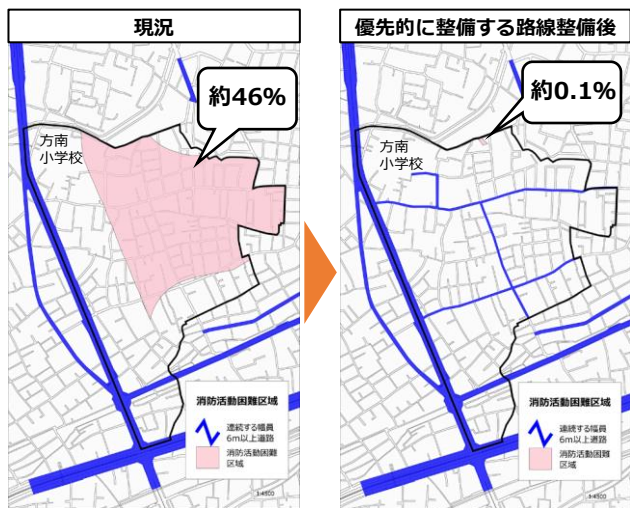 現況
約46%
方南
小学校
消防活動困難区域
連続する幅員
6m以上道路
消防活動困難
区域
1:4500
優先的に整備する路線整備後
約0.1%
方南
小学校
消防活動困難区域
連続する幅員
6m以上道路
消防活動困難
区域
1:4500